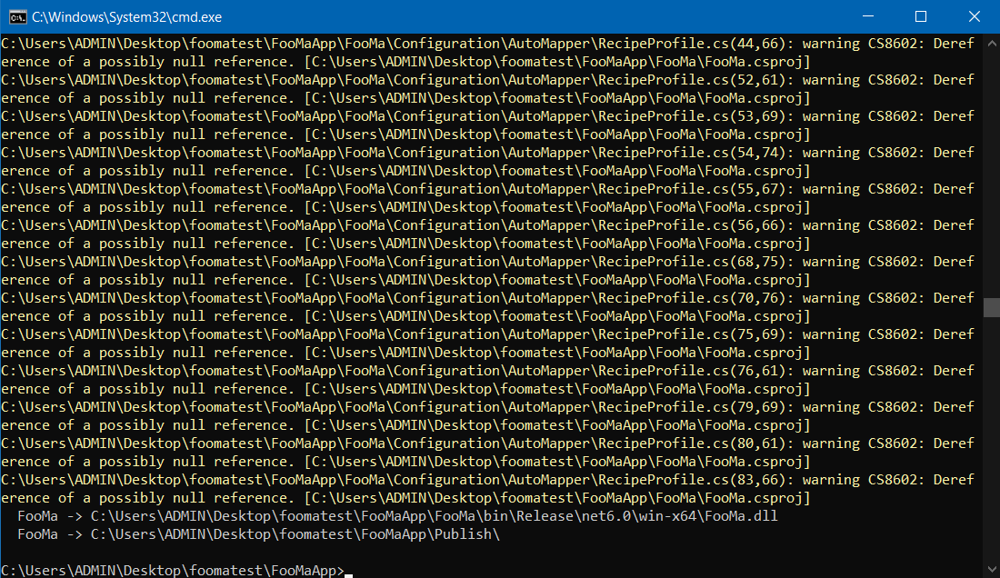 C:\Windows\System32\cmd.exe
C:\Users\ADMIN\Desktop\foomatest\FooMaApp\FooMa\Configuration\AutoMapper\RecipeProfile.cs(44,66): warning CS8602: Deref
erence of a possibly null reference. [C:\Users\ADMIN\Desktop\foomatest\FooMaApp\FooMa\FooMa.csproj]
C:\Users\ADMIN\Desktop\foomatest\FooMaApp\FooMa\Configuration\AutoMapper\RecipeProfile.cs(52,61): warning CS8602: Deref
erence of a possibly null reference. [C:\Users\ADMIN\Desktop\foomatest\FooMaApp\FooMa\FooMa.csproj]
C:\Users\ADMIN\Desktop\foomatest\FooMaApp\FooMa\Configuration\AutoMapper\RecipeProfile.cs(53,69): warning CS8602: Deref
erence of a possibly null reference. [C:\Users\ADMIN\Desktop\foomatest\FooMaApp\FooMa\FooMa.csproj]
C:\Users\ADMIN\Desktop\foomatest\FooMaApp\FooMa\Configuration\AutoMapper\RecipeProfile.cs(54,74): warning CS8602: Deref
erence of a possibly null reference. [C:\Users\ADMIN\Desktop\foomatest\FooMaApp\FooMa\FooMa.csproj]
C:\Users\ADMIN\Desktop\foomatest\FooMaApp\FooMa\Configuration\AutoMapper\RecipeProfile.cs(55,67): warning CS8602: Deref
erence of a possibly null reference. [C:\Users\ADMIN\Desktop\foomatest\FooMaApp\FooMa\FooMa.csproj]
C:\Users\ADMIN\Desktop\foomatest\FooMaApp\FooMa\Configuration\AutoMapper\RecipeProfile.cs(56,66): warning CS8602: Deref
erence of a possibly null reference. [C:\Users\ADMIN\Desktop\foomatest\FooMaApp\FooMa\FooMa.csproj]
C:\Users\ADMIN\Desktop\foomatest\FooMaApp\FooMa\Configuration\AutoMapper\RecipeProfile.cs(68,75): warning CS8602: Deref
erence of a possibly null reference. [C:\Users\ADMIN\Desktop\foomatest\FooMaApp\FooMa\FooMa.csproj]
C:\Users\ADMIN\Desktop\foomatest\FooMaApp\FooMa\Configuration\AutoMapper\RecipeProfile.cs(70,76): warning CS8602: Deref
erence of a possibly null reference. [C:\Users\ADMIN\Desktop\foomatest\FooMaApp\FooMa\FooMa.csproj]
C:\Users\ADMIN\Desktop\foomatest\FooMaApp\FooMa\Configuration\AutoMapper\RecipeProfile.cs(75,69): warning CS8602: Deref
erence of a possibly null reference. [C:\Users\ADMIN\Desktop\foomatest\FooMaApp\FooMa\FooMa.csproj]
C:\Users\ADMIN\Desktop\foomatest\FooMaApp\FooMa\Configuration\AutoMapper\RecipeProfile.cs(76,61): warning CS8602: Deref
erence of a possibly null reference. [C:\Users\ADMIN\Desktop\foomatest\FooMaApp\FooMa\FooMa.csproj]
C:\Users\ADMIN\Desktop\foomatest\FooMaApp\FooMa\Configuration\AutoMapper\RecipeProfile.cs(79,69): warning CS8602: Deref
erence of a possibly null reference. [C:\Users\ADMIN\Desktop\foomatest\FooMaApp\FooMa\FooMa.csproj]
C:\Users\ADMIN\Desktop\foomatest\FooMaApp\FooMa\Configuration\AutoMapper\RecipeProfile.cs(80,61): warning CS8602: Deref
erence of a possibly null reference. [C:\Users\ADMIN\Desktop\foomatest\FooMaApp\FooMa\FooMa.csproj]
C:\Users\ADMIN\Desktop\foomatest\FooMaApp\FooMa\Configuration\AutoMapper\RecipeProfile.cs(83,66): warning CS8602: Deref
erence of a possibly null reference. [C:\Users\ADMIN\Desktop\foomatest\FooMaApp\FooMa\FooMa.csproj]
FooMa -> C:\Users\ADMIN\Desktop\foomatest\FooMaApp\FooMa\bin\Release\net6.0\win-x64\FooMa.dll
FooMa -> C:\Users\ADMIN\Desktop\foomatest\FooMaApp\Publish\
C:\Users\ADMIN\Desktop\foomatest\FooMaApp>